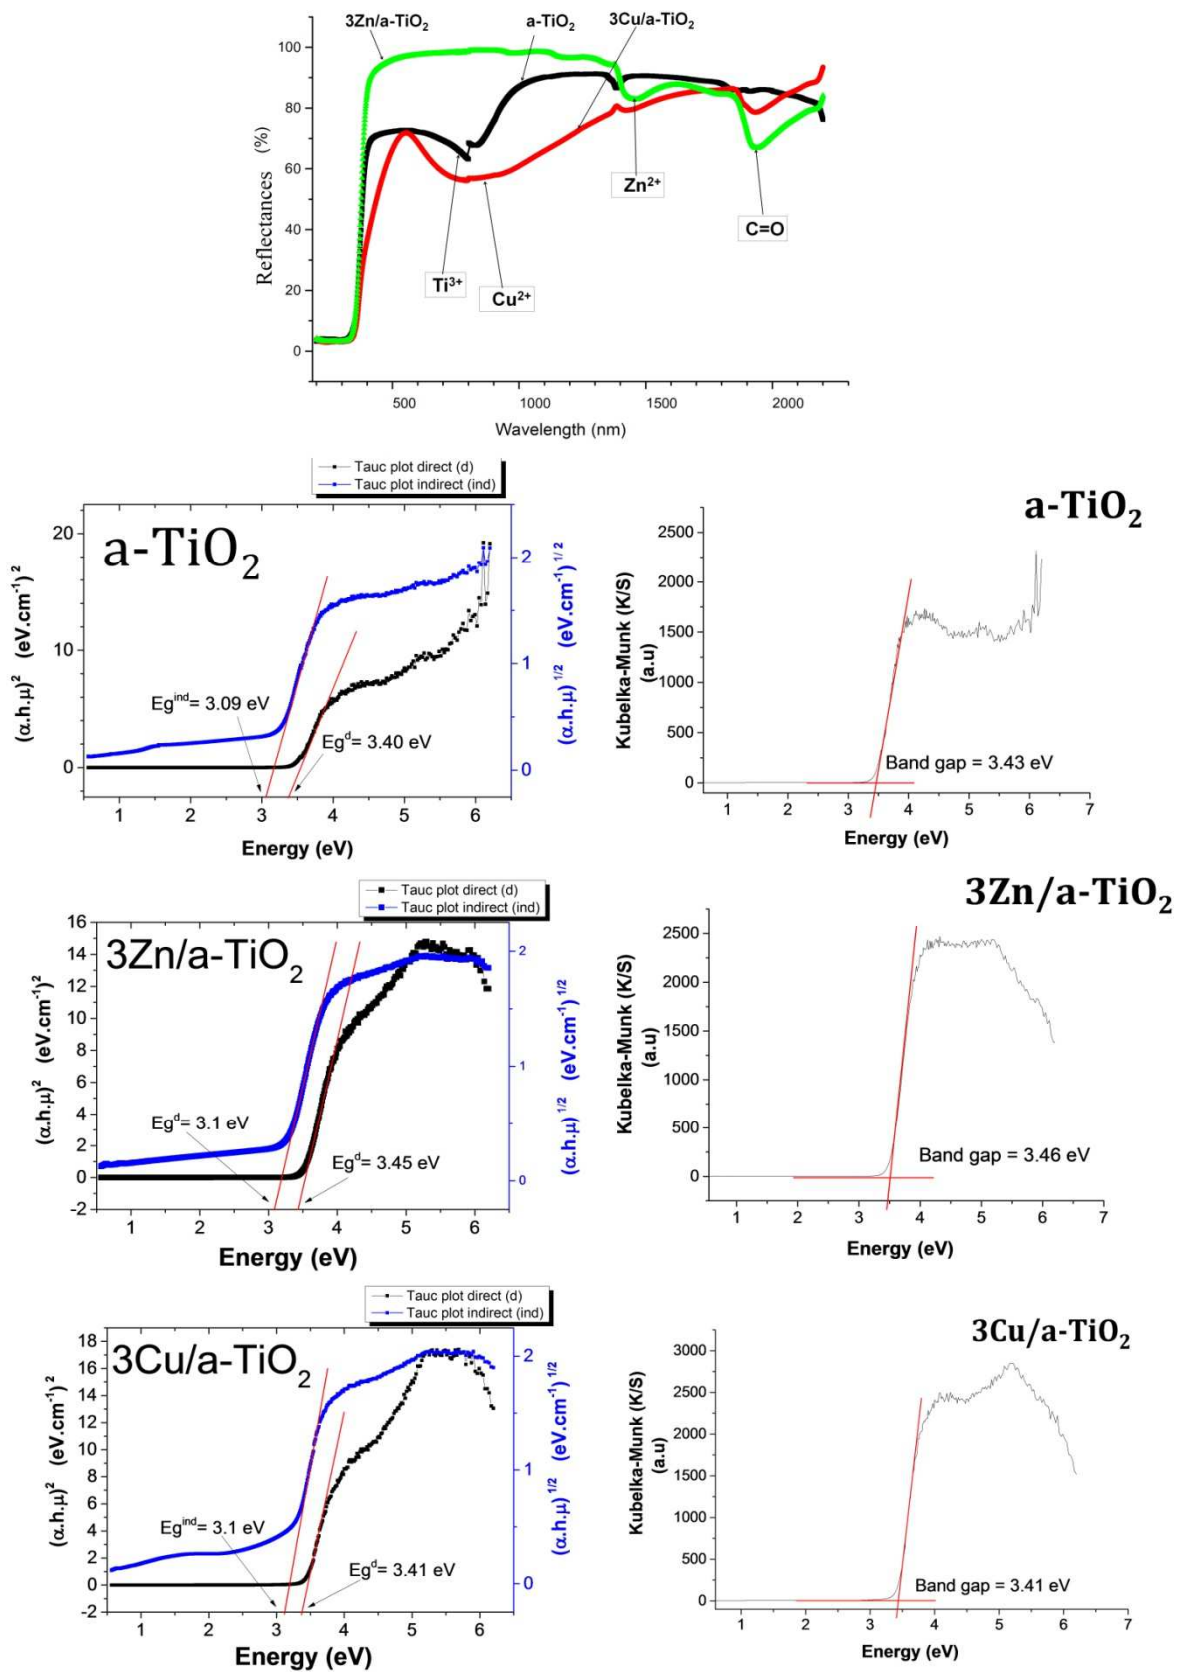 3Zn/a-TiO2
a-TiO2
3Cu/a-TiO2
100
80
60
40
20
0
Reflectances (%)
Ti3+
Cu2+
Zn2+
C=O
500
1000
1500
2000
Wavelength (nm)
Tauc plot direct (d)
Tauc plot indirect (ind)
a-TiO2
20
10
0
(α.h.μ)2 (eV.cm-1)2
2
1
0
(α.h.μ)1/2 (eV.cm-1)1/2
Egind= 3.09 eV
Egd= 3.40 eV
1 2 3 4 5 6
Energy (eV)
a-TiO2
2500
2000
1500
1000
500
0
Kubelka-Munk (K/S)
(a.u)
Band gap = 3.43 eV
1 2 3 4 5 6 7
Energy (eV)
Tauc plot direct (d)
Tauc plot indirect (ind)
3Zn/a-TiO2
16
14
12
10
8
6
4
2
0
-2
(α.h.μ)2 (eV.cm-1)2
2
1
0
(α.h.μ)1/2 (eV.cm-1)1/2
Egd= 3.1 eV
Egd= 3.45 eV
1 2 3 4 5 6
Energy (eV)
3Zn/a-TiO2
2500
2000
1500
1000
500
0
Kubelka-Munk (K/S)
(a.u)
Band gap = 3.46 eV
1 2 3 4 5 6 7
Energy (eV)
Tauc plot direct (d)
Tauc plot indirect (ind)
3Cu/a-TiO2
18
16
14
12
10
8
6
4
2
0
-2
(α.h.μ)2 (eV.cm-1)2
2
1
0
(α.h.μ)1/2 (eV.cm-1)1/2
Egind= 3.1 eV
Egd= 3.41 eV
1 2 3 4 5 6
Energy (eV)
3Cu/a-TiO2
3000
2500
2000
1500
1000
500
0
Kubelka-Munk (K/S)
(a.u)
Band gap = 3.41 eV
1 2 3 4 5 6 7
Energy (eV)